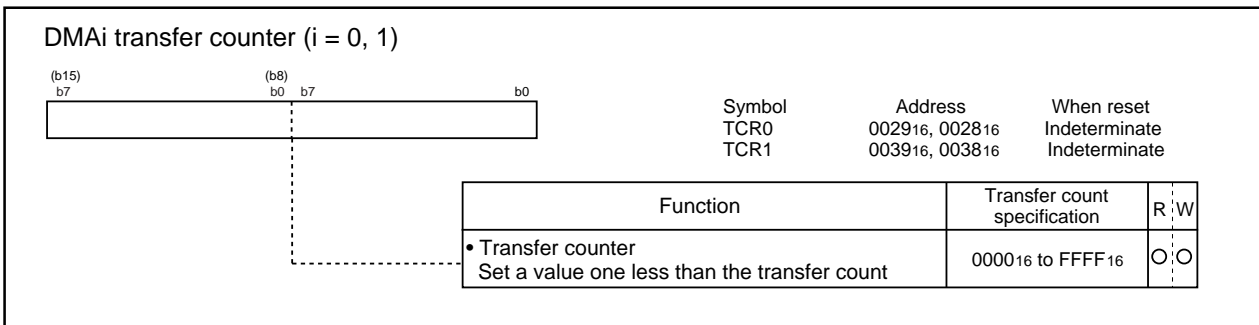 DMAi transfer counter (i = 0, 1)
(b15) (b8)
b7 b0 b7 b0
Symbol Address When reset
TCR0 002916, 002816 Indeterminate
TCR1 003916, 003816 Indeterminate
Function Transfer count specification R W
• Transfer counter
Set a value one less than the transfer count 000016 to FFFF16 O O